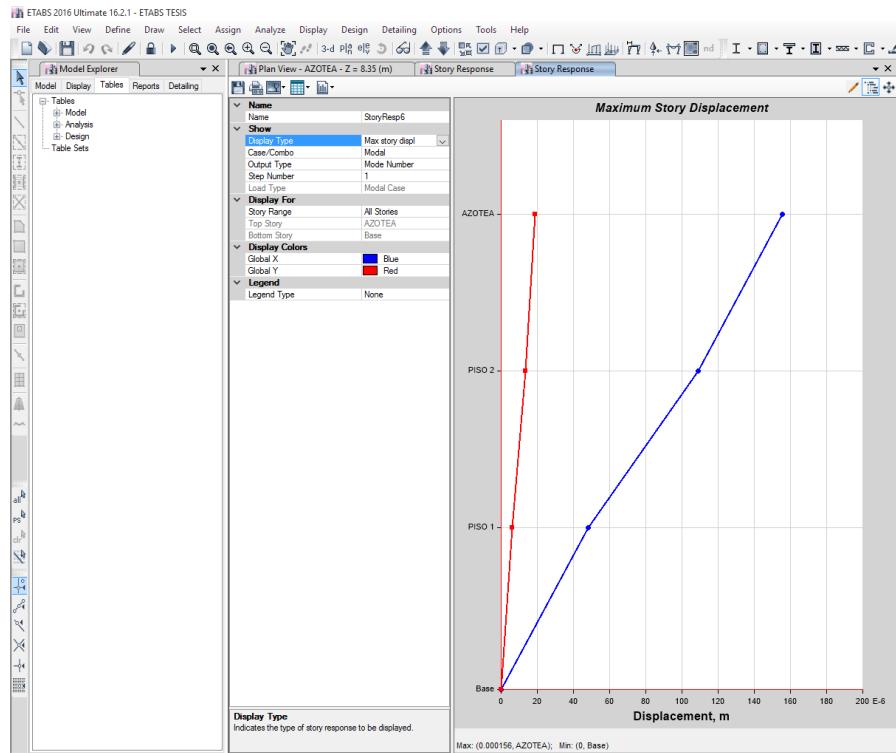 ETABS 2016 Ultimate 16.2.1 - ETABS TESIS
File Edit View Define Draw Select Assign Analyze Display Design Detailing Options Tools Help
3-d pla ele nd
Model Explorer
Plan View - AZOTEA - Z = 8.35 (m) Story Response Story Response
Model Display Tables Reports Detailing
Tables
Model
Analysis
Design
Table Sets
all
ps
clr
Name
Name StoryResp6
Show
Display Type Max story displ
Case/Combo Modal
Output Type Mode Number
Step Number 1
Load Type Modal Case
Display For
Story Range All Stories
Top Story AZOTEA
Bottom Story Base
Display Colors
Global X Blue
Global Y Red
Legend
Legend Type None
Display Type
Indicates the type of story response to be displayed.
Maximum Story Displacement
AZOTEA
PISO 2
PISO 1
Base
0 20 40 60 80 100 120 140 160 180 200 E-6
Displacement, m
Max: (0.000156, AZOTEA); Min: (0, Base)